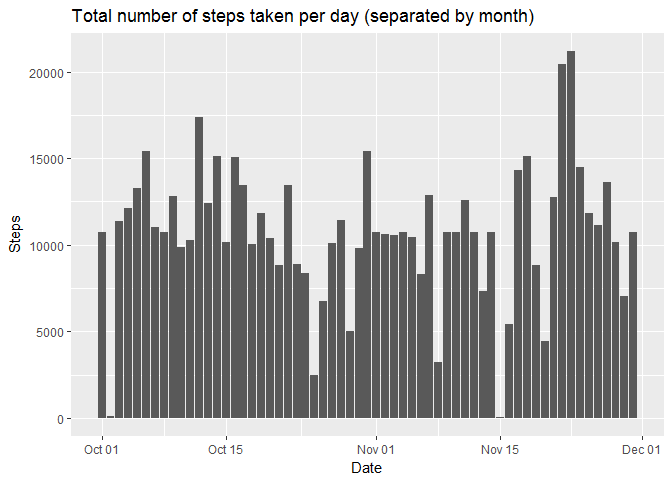 Total number of steps taken per day (separated by month)
20000
15000
10000
5000
0
Steps
Oct 01
Oct 15
Nov 01
Nov 15
Dec 01
Date